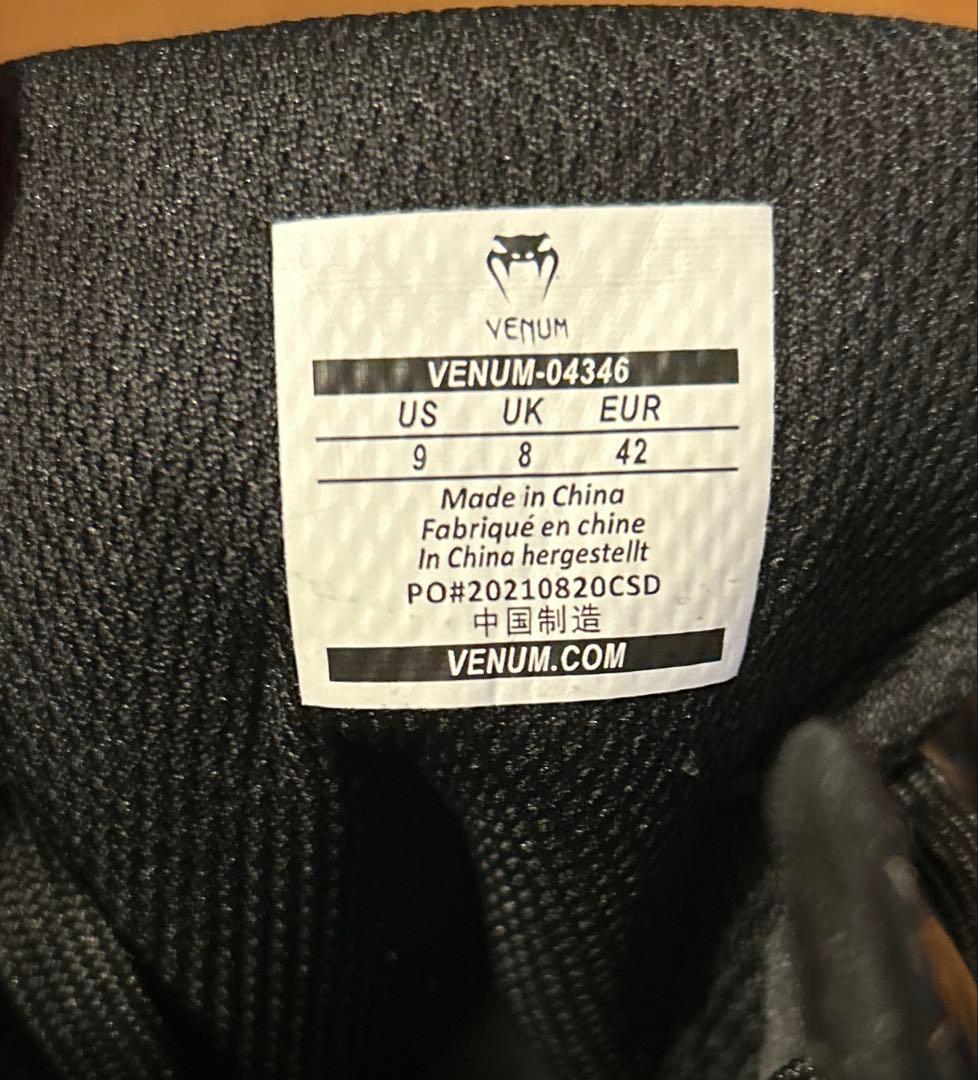 VENUM
VENUM-04346
US UK EUR
9 8 42
Made in China
Fabriqué en chine
In China hergestellt
PO#20210820CSD
中国制造
VENUM.COM